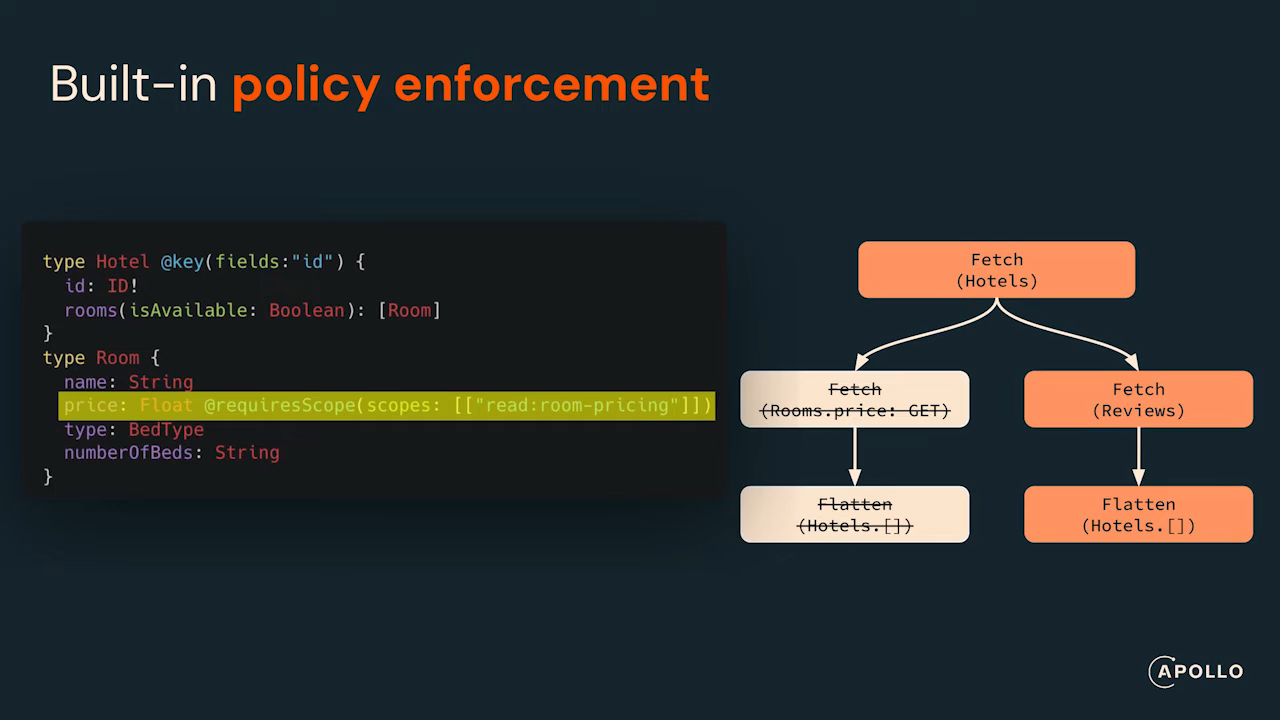 Built-in policy enforcement
type Hotel @key(fields:"id") {
  id: ID!
  rooms(isAvailable: Boolean): [Room]
}
type Room {
  name: String
  price: Float @requiresScope(scopes: [["read:room-pricing"]])
  type: BedType
  numberOfBeds: String
}
Fetch
(Hotels)
Fetch
(Rooms.price: GET)
Fetch
(Reviews)
Flatten
(Hotels.[])
Flatten
(Hotels.[])
APOLLO